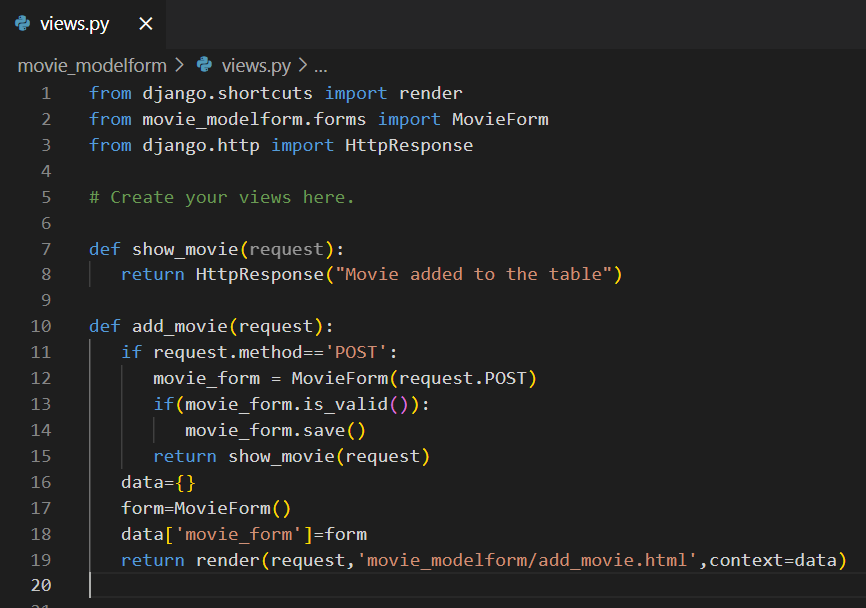 views.py ×
movie_modelform > views.py > ...
1 from django.shortcuts import render
2 from movie_modelform.forms import MovieForm
3 from django.http import HttpResponse
4
5 # Create your views here.
6
7 def show_movie(request):
8    return HttpResponse("Movie added to the table")
9
10 def add_movie(request):
11    if request.method=='POST':
12       movie_form = MovieForm(request.POST)
13       if(movie_form.is_valid()):
14          movie_form.save()
15       return show_movie(request)
16    data={}
17    form=MovieForm()
18    data['movie_form']=form
19    return render(request,'movie_modelform/add_movie.html',context=data)
20
21